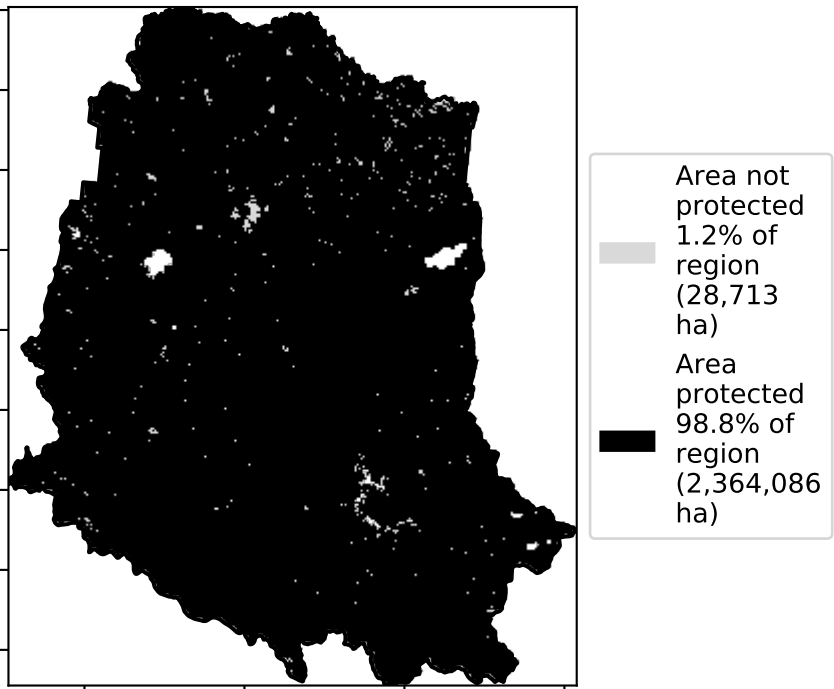 Area not
protected
1.2% of
region
(28,713
ha)
Area
protected
98.8% of
region
(2,364,086
ha)